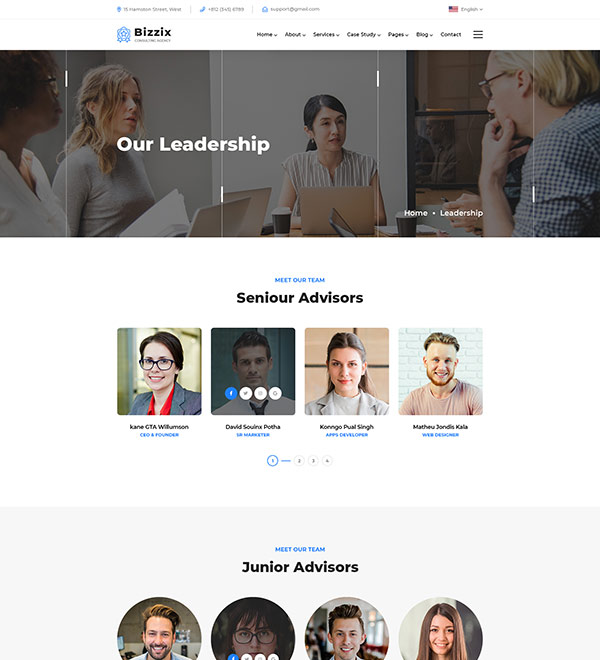 15 Hamston Street, West
+812 (345) 6789
support@gmail.com
English
Bizzix
CONSULTING AGENCY
Home
About
Services
Case Study
Pages
Blog
Contact
Our Leadership
Home • Leadership
MEET OUR TEAM
Seniour Advisors
kane GTA Willumson
CEO & FOUNDER
David Souinx Potha
SR MARKETER
Konngo Pual Singh
APPS DEVELOPER
Matheu Jondis Kala
WEB DESIGNER
1
2
3
4
MEET OUR TEAM
Junior Advisors